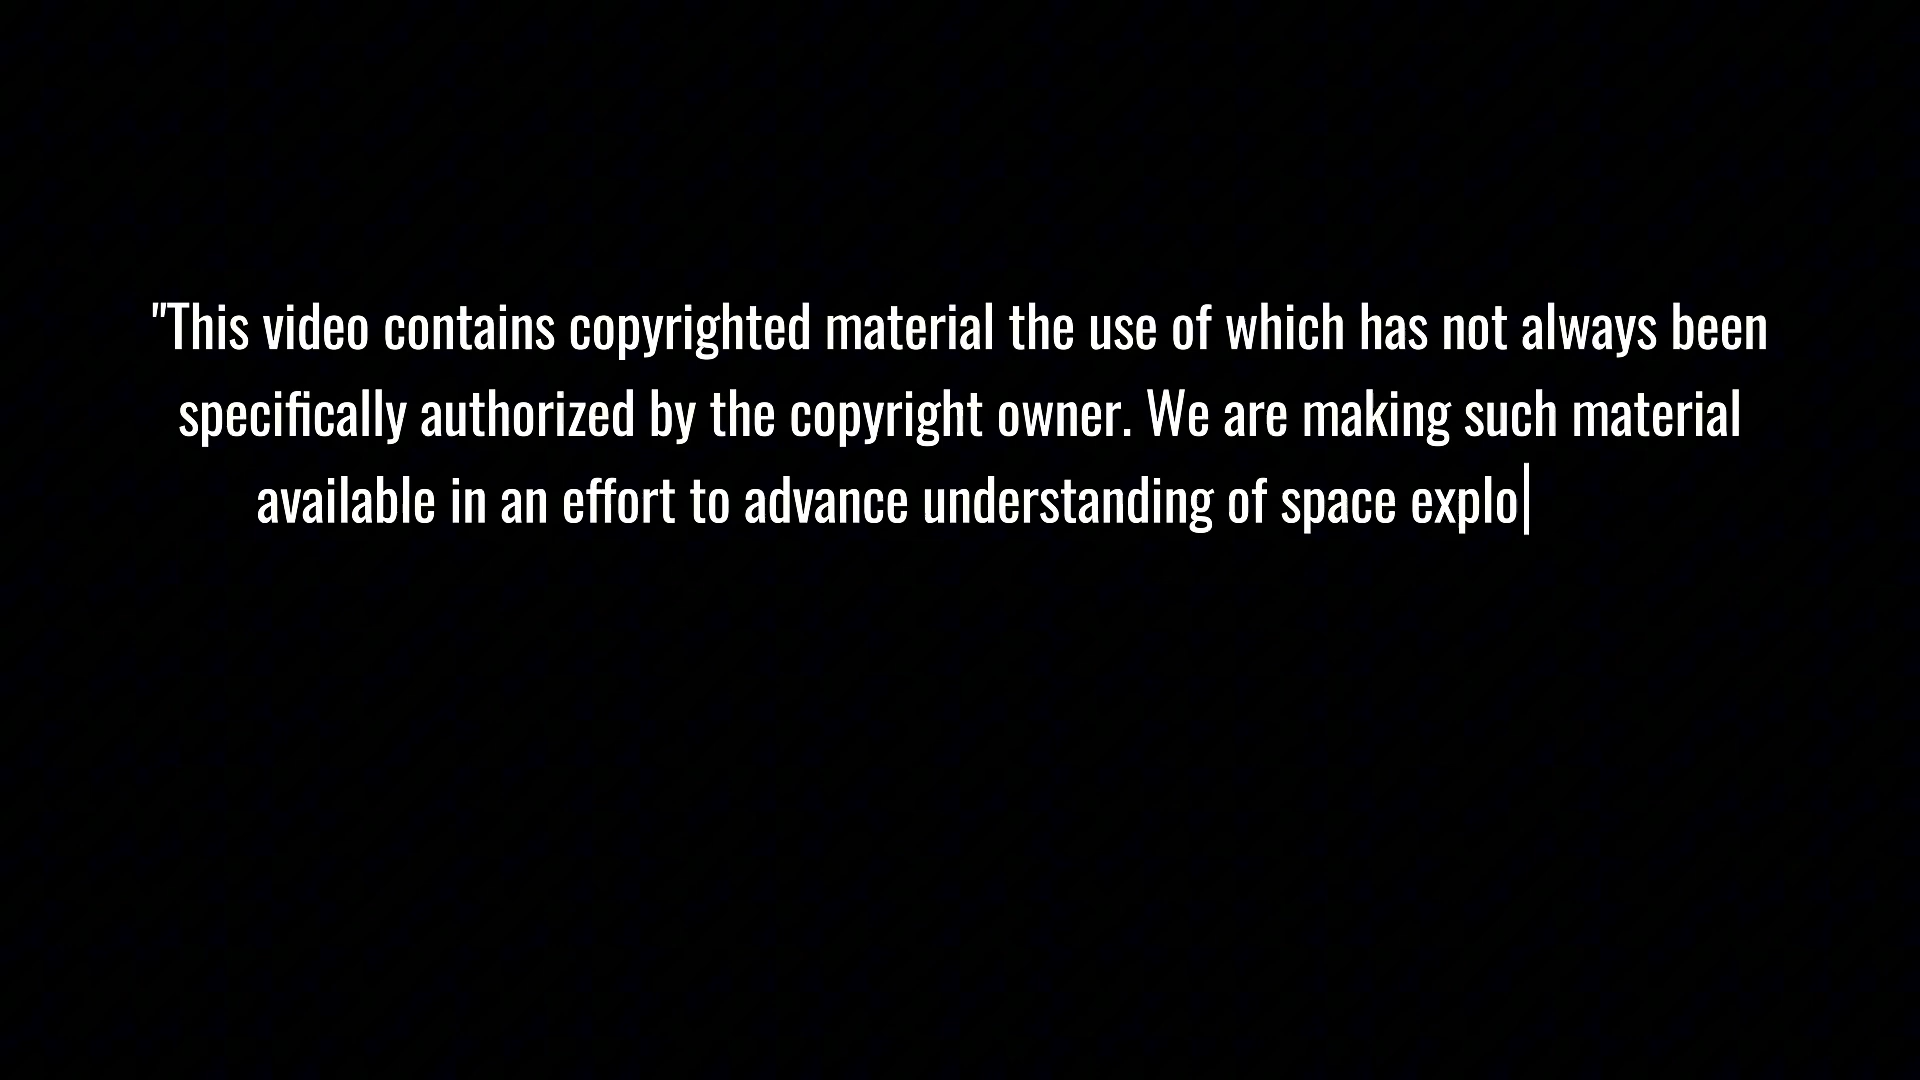 "This video contains copyrighted material the use of which has not always been
specifically authorized by the copyright owner. We are making such material
available in an effort to advance understanding of space explo